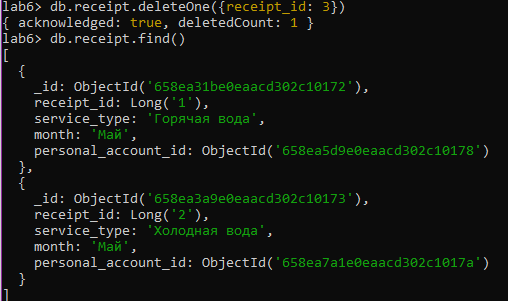 lab6> db.receipt.deleteOne({receipt_id: 3})
{ acknowledged: true, deletedCount: 1 }
lab6> db.receipt.find()
[
  {
    _id: ObjectId('658ea31be0eaacd302c10172'),
    receipt_id: Long('1'),
    service_type: 'Горячая вода',
    month: 'Май',
    personal_account_id: ObjectId('658ea5d9e0eaacd302c10178')
  },
  {
    _id: ObjectId('658ea3a9e0eaacd302c10173'),
    receipt_id: Long('2'),
    service_type: 'Холодная вода',
    month: 'Май',
    personal_account_id: ObjectId('658ea7a1e0eaacd302c1017a')
  }
]